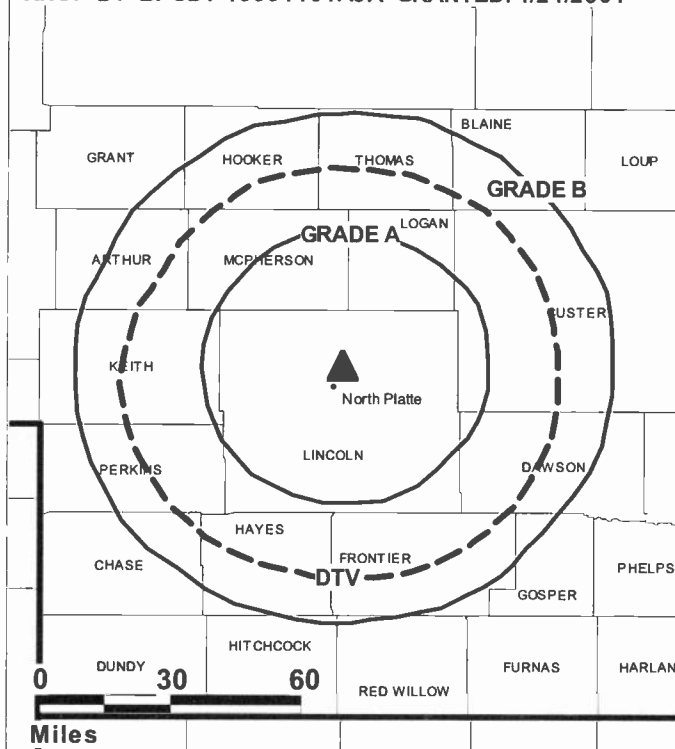 BLAINE
GRANT
HOOKER
THOMAS
LOUP
GRADE B
LOGAN
GRADE A
ARTHUR
MCPHERSON
CUSTER
KEITH
North Platte
LINCOLN
PERKINS
DAWSON
HAYES
FRONTIER
CHASE
DTV
PHELPS
GOSPER
HITCHCOCK
DUNDY
FURNAS
HARLAN
0 30 60
RED WILLOW
Miles